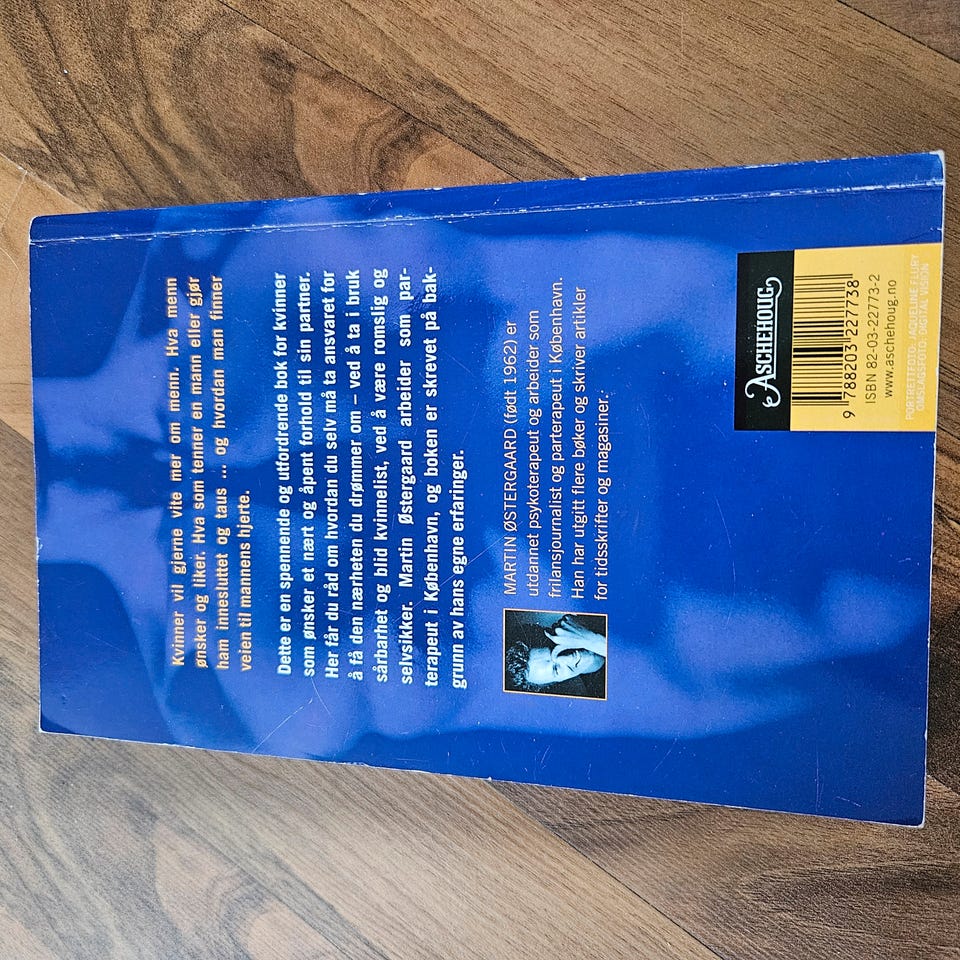 Kvinner vil gjerne vite mer om menn. Hva menn
ønsker og liker. Hva som tenner en mann eller gjør
ham innesluttet og taus ... og hvordan man finner
veien til mannens hjerte.
Dette er en spennende og utfordrende bok for kvinner
som ønsker et nært og åpent forhold til sin partner.
Her får du råd om hvordan du selv må ta ansvaret for
å få den nærheten du drømmer om – ved å ta i bruk
sårbarhet og blid kvinnelist, ved å være romslig og
selvsikker. Martin Østergaard arbeider som par-
terapeut i København, og boken er skrevet på bak-
grunn av hans egne erfaringer.
MARTIN ØSTERGAARD (født 1962) er
utdannet psykoterapeut og arbeider som
frilansjournalist og parterapeut i København.
Han har utgitt flere bøker og skriver artikler
for tidsskrifter og magasiner.
ASCHEHOUG
9 788203 227738
ISBN 82-03-22773-2
www.aschehoug.no
PORTRETTFOTO: JAQUELINE FLURY
OMSLAGSFOTO: DIGITAL VISION